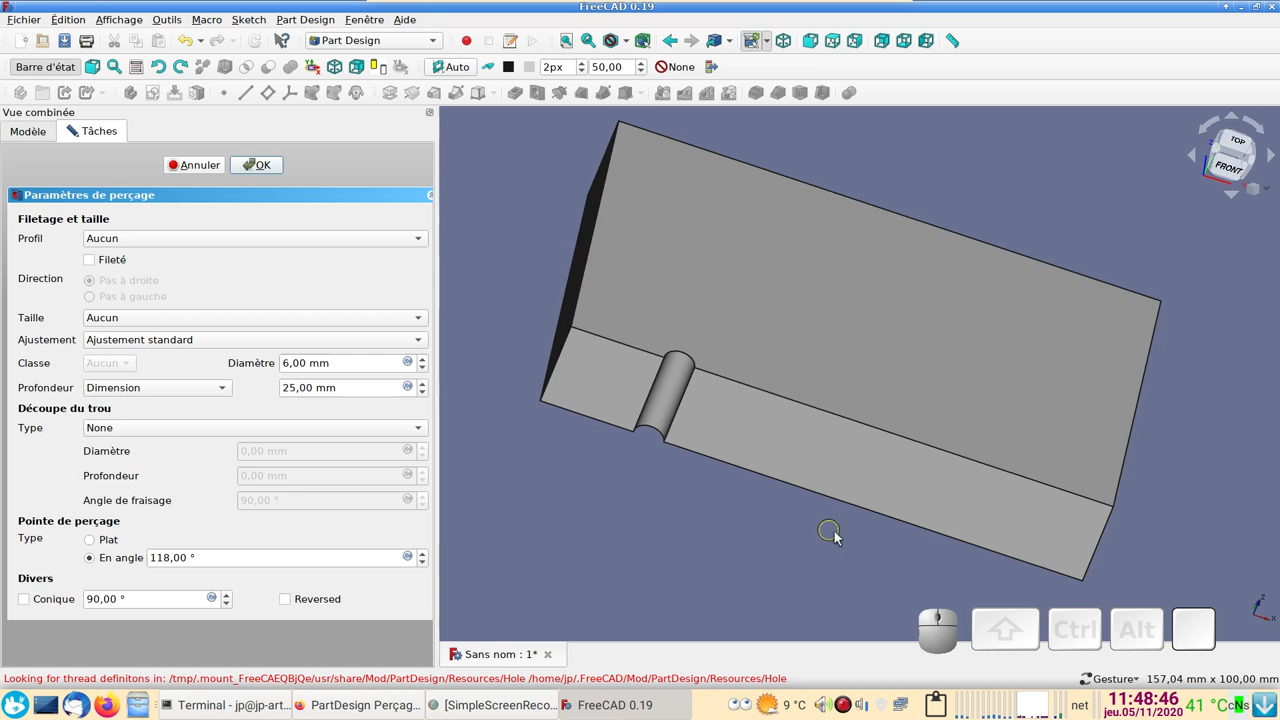 FreeCAD 0.19
Fichier Édition Affichage Outils Macro Sketch Part Design Fenêtre Aide
Part Design
Barre d'état Auto 2px 50,00 None
Vue combinée
Modèle Tâches
Annuler OK
Paramètres de perçage
Filetage et taille
Profil Aucun
Fileté
Direction Pas à droite
Pas à gauche
Taille Aucun
Ajustement Ajustement standard
Classe Aucun Diamètre 6,00 mm
Profondeur Dimension 25,00 mm
Découpe du trou
Type None
Diamètre 0,00 mm
Profondeur 0,00 mm
Angle de fraisage 90,00 °
Pointe de perçage
Type Plat
En angle 118,00 °
Divers
Conique 90,00 ° Reversed
TOP
FRONT
Ctrl Alt
Sans nom : 1*
Looking for thread definitons in: /tmp/.mount_FreeCAEQBjQe/usr/share/Mod/PartDesign/Resources/Hole /home/jp/.FreeCAD/Mod/PartDesign/Resources/Hole
Gesture 157,04 mm x 100,00 mm
Terminal - jp@jp-art... PartDesign Perçag... [SimpleScreenReco... FreeCAD 0.19 9 °C net 11:48:46 jeu.05/11/2020 41 °C